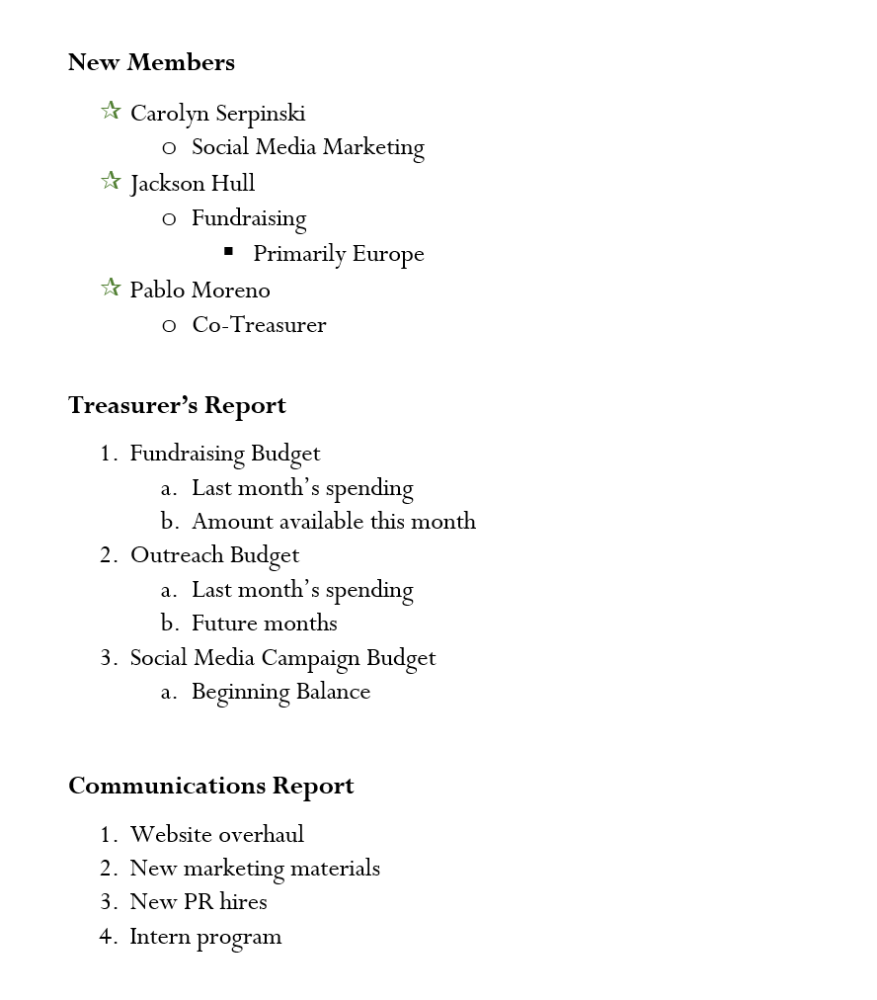 New Members
☆ Carolyn Serpinski
o Social Media Marketing
☆ Jackson Hull
o Fundraising
▪ Primarily Europe
☆ Pablo Moreno
o Co-Treasurer
Treasurer’s Report
1. Fundraising Budget
a. Last month’s spending
b. Amount available this month
2. Outreach Budget
a. Last month’s spending
b. Future months
3. Social Media Campaign Budget
a. Beginning Balance
Communications Report
1. Website overhaul
2. New marketing materials
3. New PR hires
4. Intern program